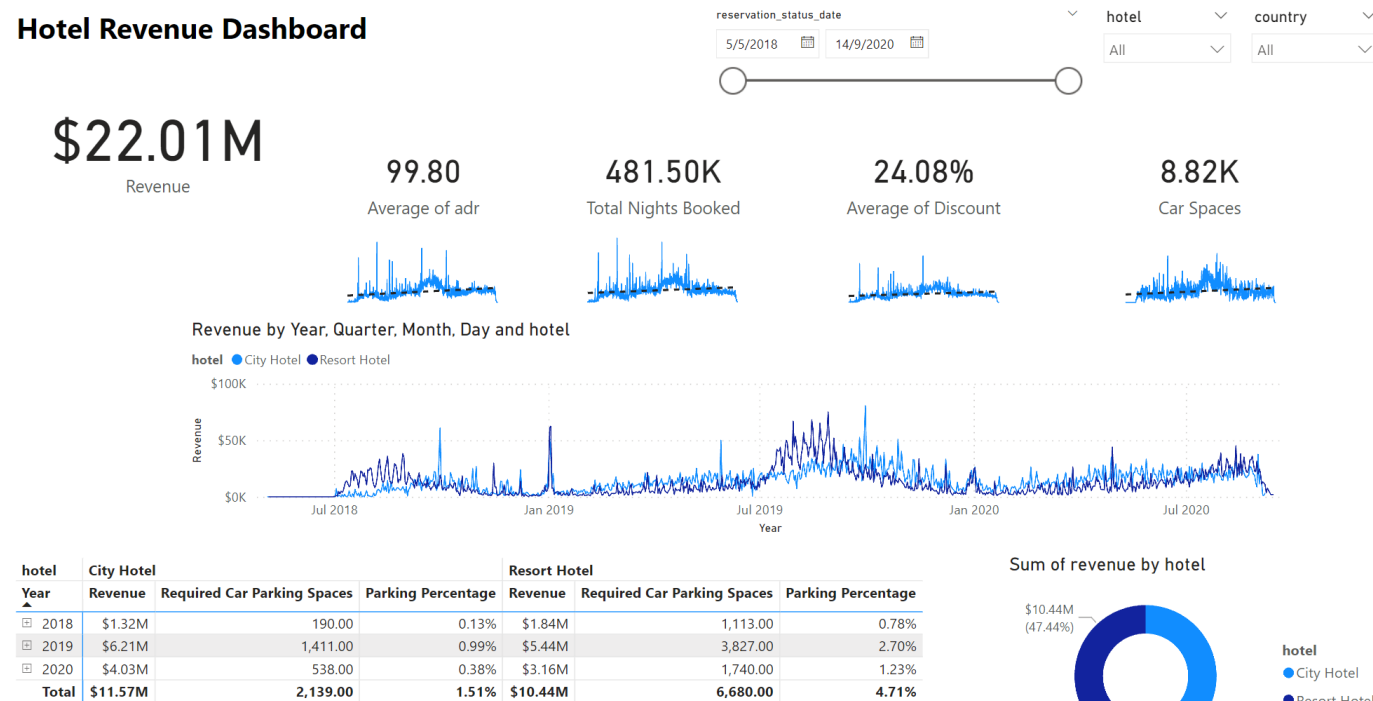 Hotel Revenue Dashboard
reservation_status_date
5/5/2018 14/9/2020
hotel
All
country
All
$22.01M
Revenue
99.80
Average of adr
481.50K
Total Nights Booked
24.08%
Average of Discount
8.82K
Car Spaces
Revenue by Year, Quarter, Month, Day and hotel
hotel City Hotel Resort Hotel
$100K
$50K
$0K
Revenue
Jul 2018 Jan 2019 Jul 2019 Jan 2020 Jul 2020
Year
hotel City Hotel Resort Hotel
Year Revenue Required Car Parking Spaces Parking Percentage Revenue Required Car Parking Spaces Parking Percentage
2018 $1.32M 190.00 0.13% $1.84M 1,113.00 0.78%
2019 $6.21M 1,411.00 0.99% $5.44M 3,827.00 2.70%
2020 $4.03M 538.00 0.38% $3.16M 1,740.00 1.23%
Total $11.57M 2,139.00 1.51% $10.44M 6,680.00 4.71%
Sum of revenue by hotel
$10.44M
(47.44%)
hotel
City Hotel
Resort Hotel